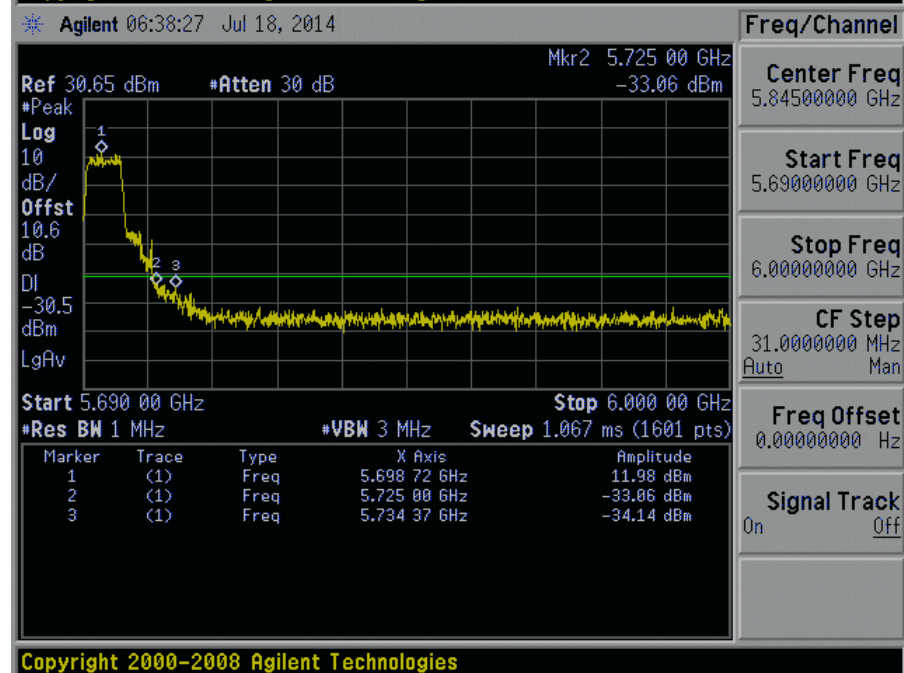 Agilent 06:38:27 Jul 18, 2014
Freq/Channel
Mkr2 5.725 00 GHz
Ref 30.65 dBm #Atten 30 dB -33.06 dBm
#Peak
Log
10
dB/
Offst
10.6
dB
DI
-30.5
dBm
LgAv
1
2
3
Start 5.690 00 GHz Stop 6.000 00 GHz
#Res BW 1 MHz #VBW 3 MHz Sweep 1.067 ms (1601 pts)
Marker Trace Type X Axis Amplitude
1 (1) Freq 5.698 72 GHz 11.98 dBm
2 (1) Freq 5.725 00 GHz -33.06 dBm
3 (1) Freq 5.734 37 GHz -34.14 dBm
Center Freq
5.84500000 GHz
Start Freq
5.69000000 GHz
Stop Freq
6.00000000 GHz
CF Step
31.0000000 MHz
Auto Man
Freq Offset
0.00000000 Hz
Signal Track
On Off
Copyright 2000-2008 Agilent Technologies